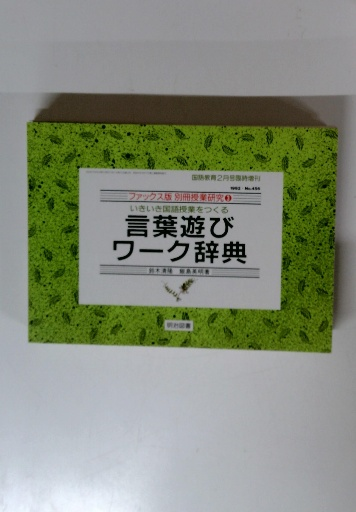 国語教育2月号臨時増刊
1992 No.454
ファックス版 別冊授業研究③
いきいき国語授業をつくる
言葉遊び
ワーク辞典
鈴木清隆 飯島英明著
明治図書